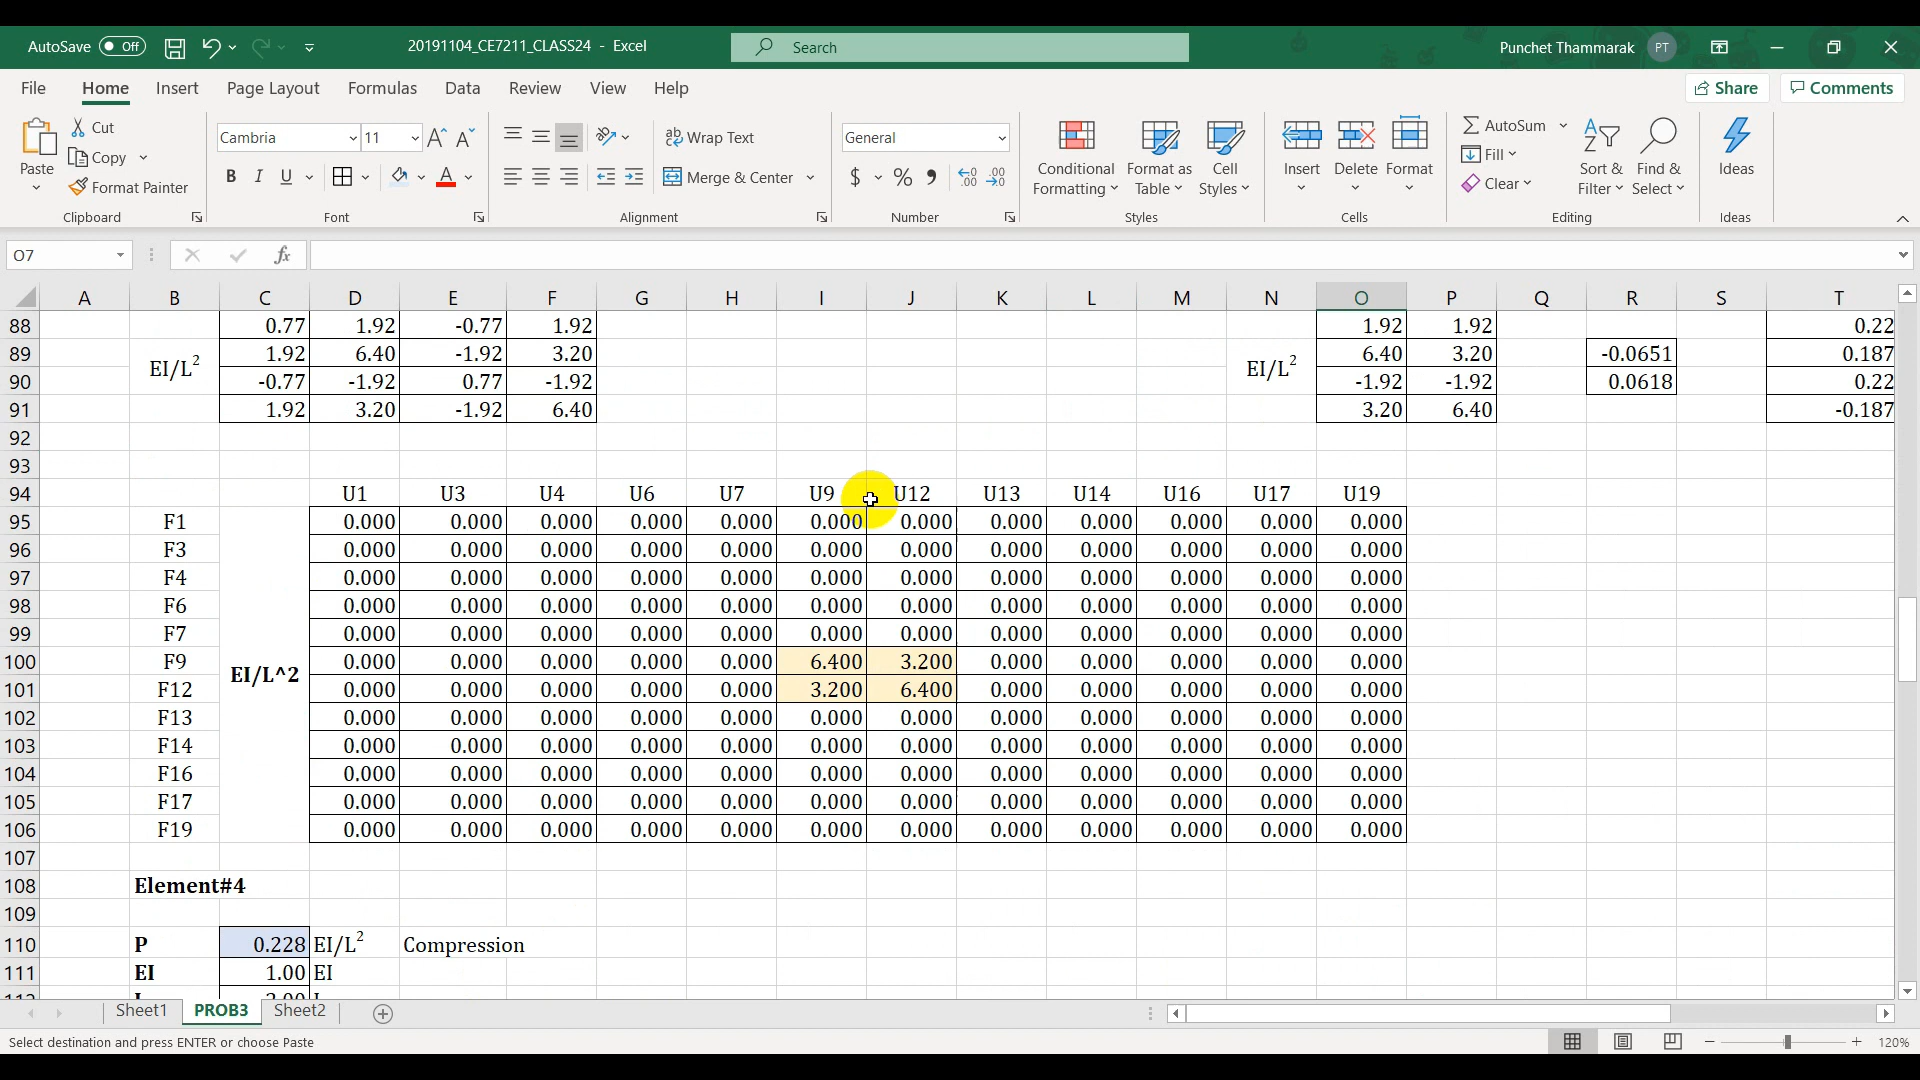 AutoSave Off 20191104_CE7211_CLASS24 - Excel Search Punchet Thammarak PT
File Home Insert Page Layout Formulas Data Review View Help Share Comments
Paste Cut Copy Format Painter Clipboard
Cambria 11 B I U A Font
Wrap Text Merge & Center Alignment
General $ % Number
Conditional Formatting Format as Table Cell Styles Styles
Insert Delete Format Cells
AutoSum Fill Clear Sort & Filter Find & Select Editing
Ideas Ideas
O7 fx
A B C D E F G H I J K L M N O P Q R S T
88 0.77 1.92 -0.77 1.92 1.92 1.92 0.22
89 EI/L² 1.92 6.40 -1.92 3.20 EI/L² 6.40 3.20 -0.0651 0.187
90 -0.77 -1.92 0.77 -1.92 -1.92 -1.92 0.0618 0.22
91 1.92 3.20 -1.92 6.40 3.20 6.40 -0.187
92
93
94 U1 U3 U4 U6 U7 U9 U12 U13 U14 U16 U17 U19
95 F1 0.000 0.000 0.000 0.000 0.000 0.000 0.000 0.000 0.000 0.000 0.000 0.000
96 F3 0.000 0.000 0.000 0.000 0.000 0.000 0.000 0.000 0.000 0.000 0.000 0.000
97 F4 0.000 0.000 0.000 0.000 0.000 0.000 0.000 0.000 0.000 0.000 0.000 0.000
98 F6 0.000 0.000 0.000 0.000 0.000 0.000 0.000 0.000 0.000 0.000 0.000 0.000
99 F7 0.000 0.000 0.000 0.000 0.000 0.000 0.000 0.000 0.000 0.000 0.000 0.000
100 F9 EI/L^2 0.000 0.000 0.000 0.000 0.000 6.400 3.200 0.000 0.000 0.000 0.000 0.000
101 F12 0.000 0.000 0.000 0.000 0.000 3.200 6.400 0.000 0.000 0.000 0.000 0.000
102 F13 0.000 0.000 0.000 0.000 0.000 0.000 0.000 0.000 0.000 0.000 0.000 0.000
103 F14 0.000 0.000 0.000 0.000 0.000 0.000 0.000 0.000 0.000 0.000 0.000 0.000
104 F16 0.000 0.000 0.000 0.000 0.000 0.000 0.000 0.000 0.000 0.000 0.000 0.000
105 F17 0.000 0.000 0.000 0.000 0.000 0.000 0.000 0.000 0.000 0.000 0.000 0.000
106 F19 0.000 0.000 0.000 0.000 0.000 0.000 0.000 0.000 0.000 0.000 0.000 0.000
107
108 Element#4
109
110 P 0.228 EI/L² Compression
111 EI 1.00 EI
Sheet1 PROB3 Sheet2
Select destination and press ENTER or choose Paste 120%